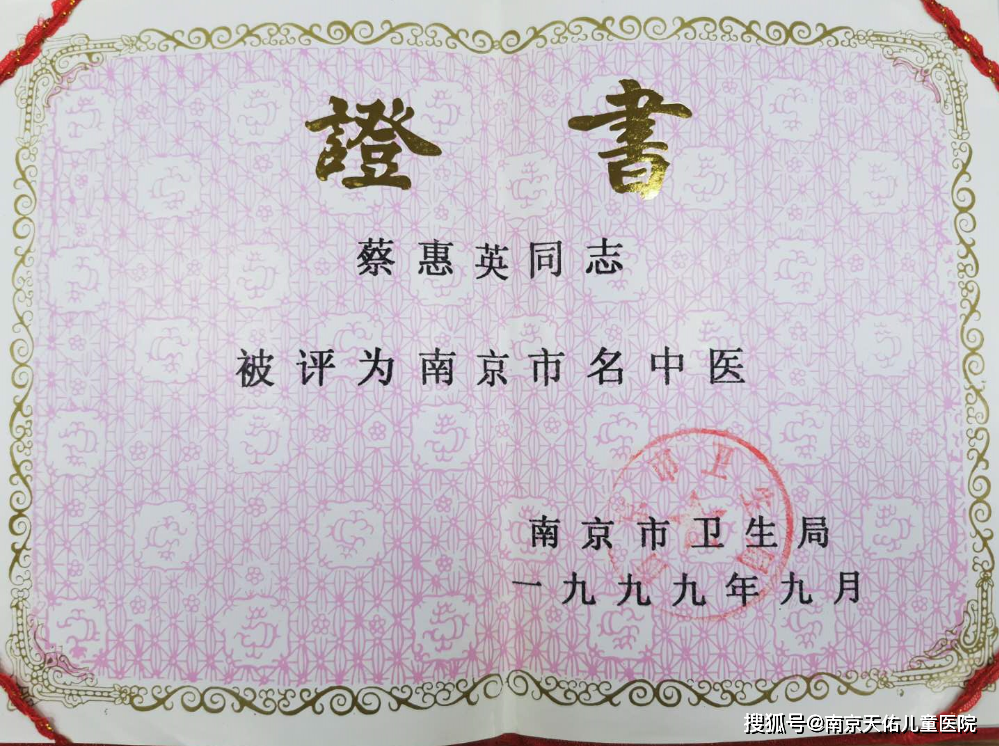 證書
蔡惠英同志
被评为南京市名中医
南京市卫生局
一九九九年九月
搜狐号@南京天佑儿童医院